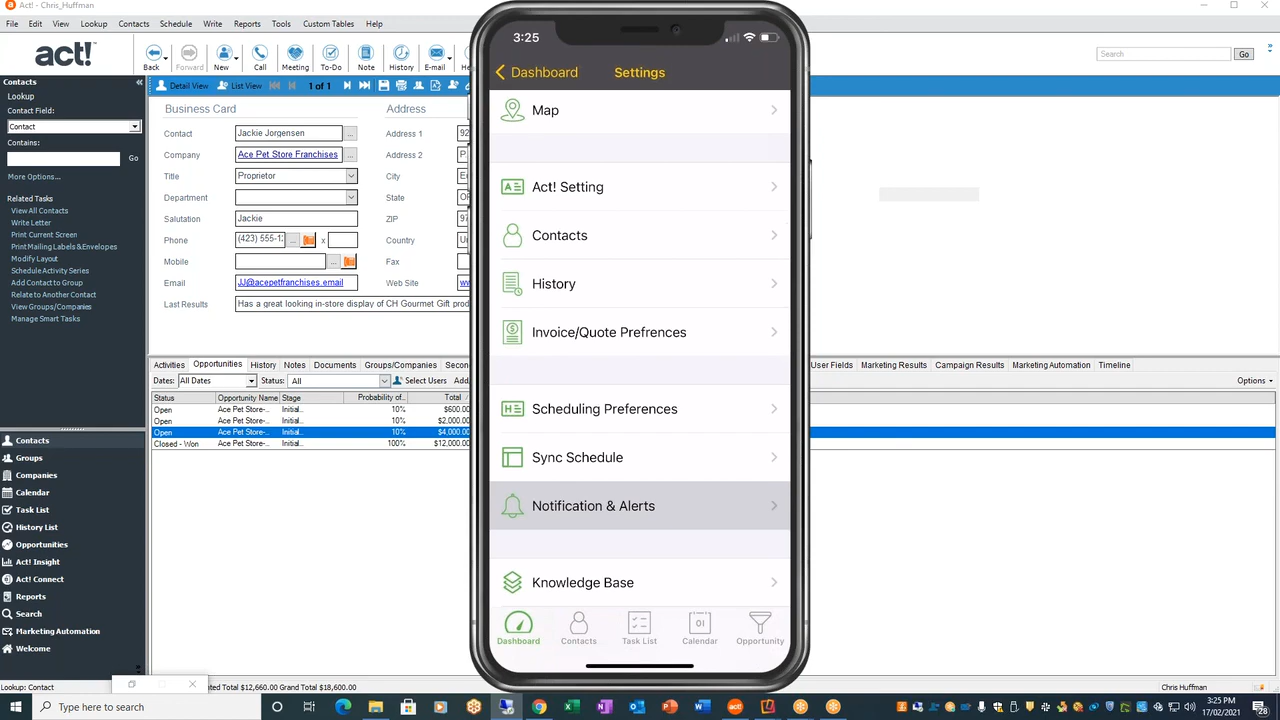 Act! - Chris_Huffman
File Edit View Lookup Contacts Schedule Write Reports Tools Custom Tables Help
act!
Back Forward New Call Meeting To-Do Note History E-mail
Search Go
Contacts
Lookup
Contact Field:
Contact
Contains:
Go
More Options...
Related Tasks
View All Contacts
Write Letter
Print Current Screen
Print Mailing Labels & Envelopes
Modify Layout
Schedule Activity Series
Add Contact to Group
Relate to Another Contact
View Groups/Companies
Manage Smart Tasks
Contacts
Groups
Companies
Calendar
Task List
History List
Opportunities
Act! Insight
Act! Connect
Reports
Search
Marketing Automation
Welcome
Detail View List View 1 of 1
Business Card
Contact Jackie Jorgensen
Company Ace Pet Store Franchises
Title Proprietor
Department
Salutation Jackie
Phone (423) 555-1 x
Mobile
Email JJ@acepetfranchises.email
Last Results Has a great looking in-store display of CH Gourmet Gift prod
Address
Address 1 92
Address 2 P
City
State
ZIP 97
Country
Fax
Web Site
Activities Opportunities History Notes Documents Groups/Companies Secon
User Fields Marketing Results Campaign Results Marketing Automation Timeline
Dates: All Dates Status: All Select Users Add
Options
Status Opportunity Name Stage Probability of... Total
Open Ace Pet Store-... Initial... 10% $600.00
Open Ace Pet Store-... Initial... 10% $2,000.00
Open Ace Pet Store-... Initial... 10% $4,000.00
Closed - Won Ace Pet Store-... Initial... 100% $12,000.00
3:25
Dashboard Settings
Map
Act! Setting
Contacts
History
Invoice/Quote Prefrences
Scheduling Preferences
Sync Schedule
Notification & Alerts
Knowledge Base
Dashboard Contacts Task List Calendar Opportunity
Lookup: Contact
Total $12,660.00 Grand Total $18,600.00
Chris Huffman
Type here to search
3:25 PM
17/02/2021